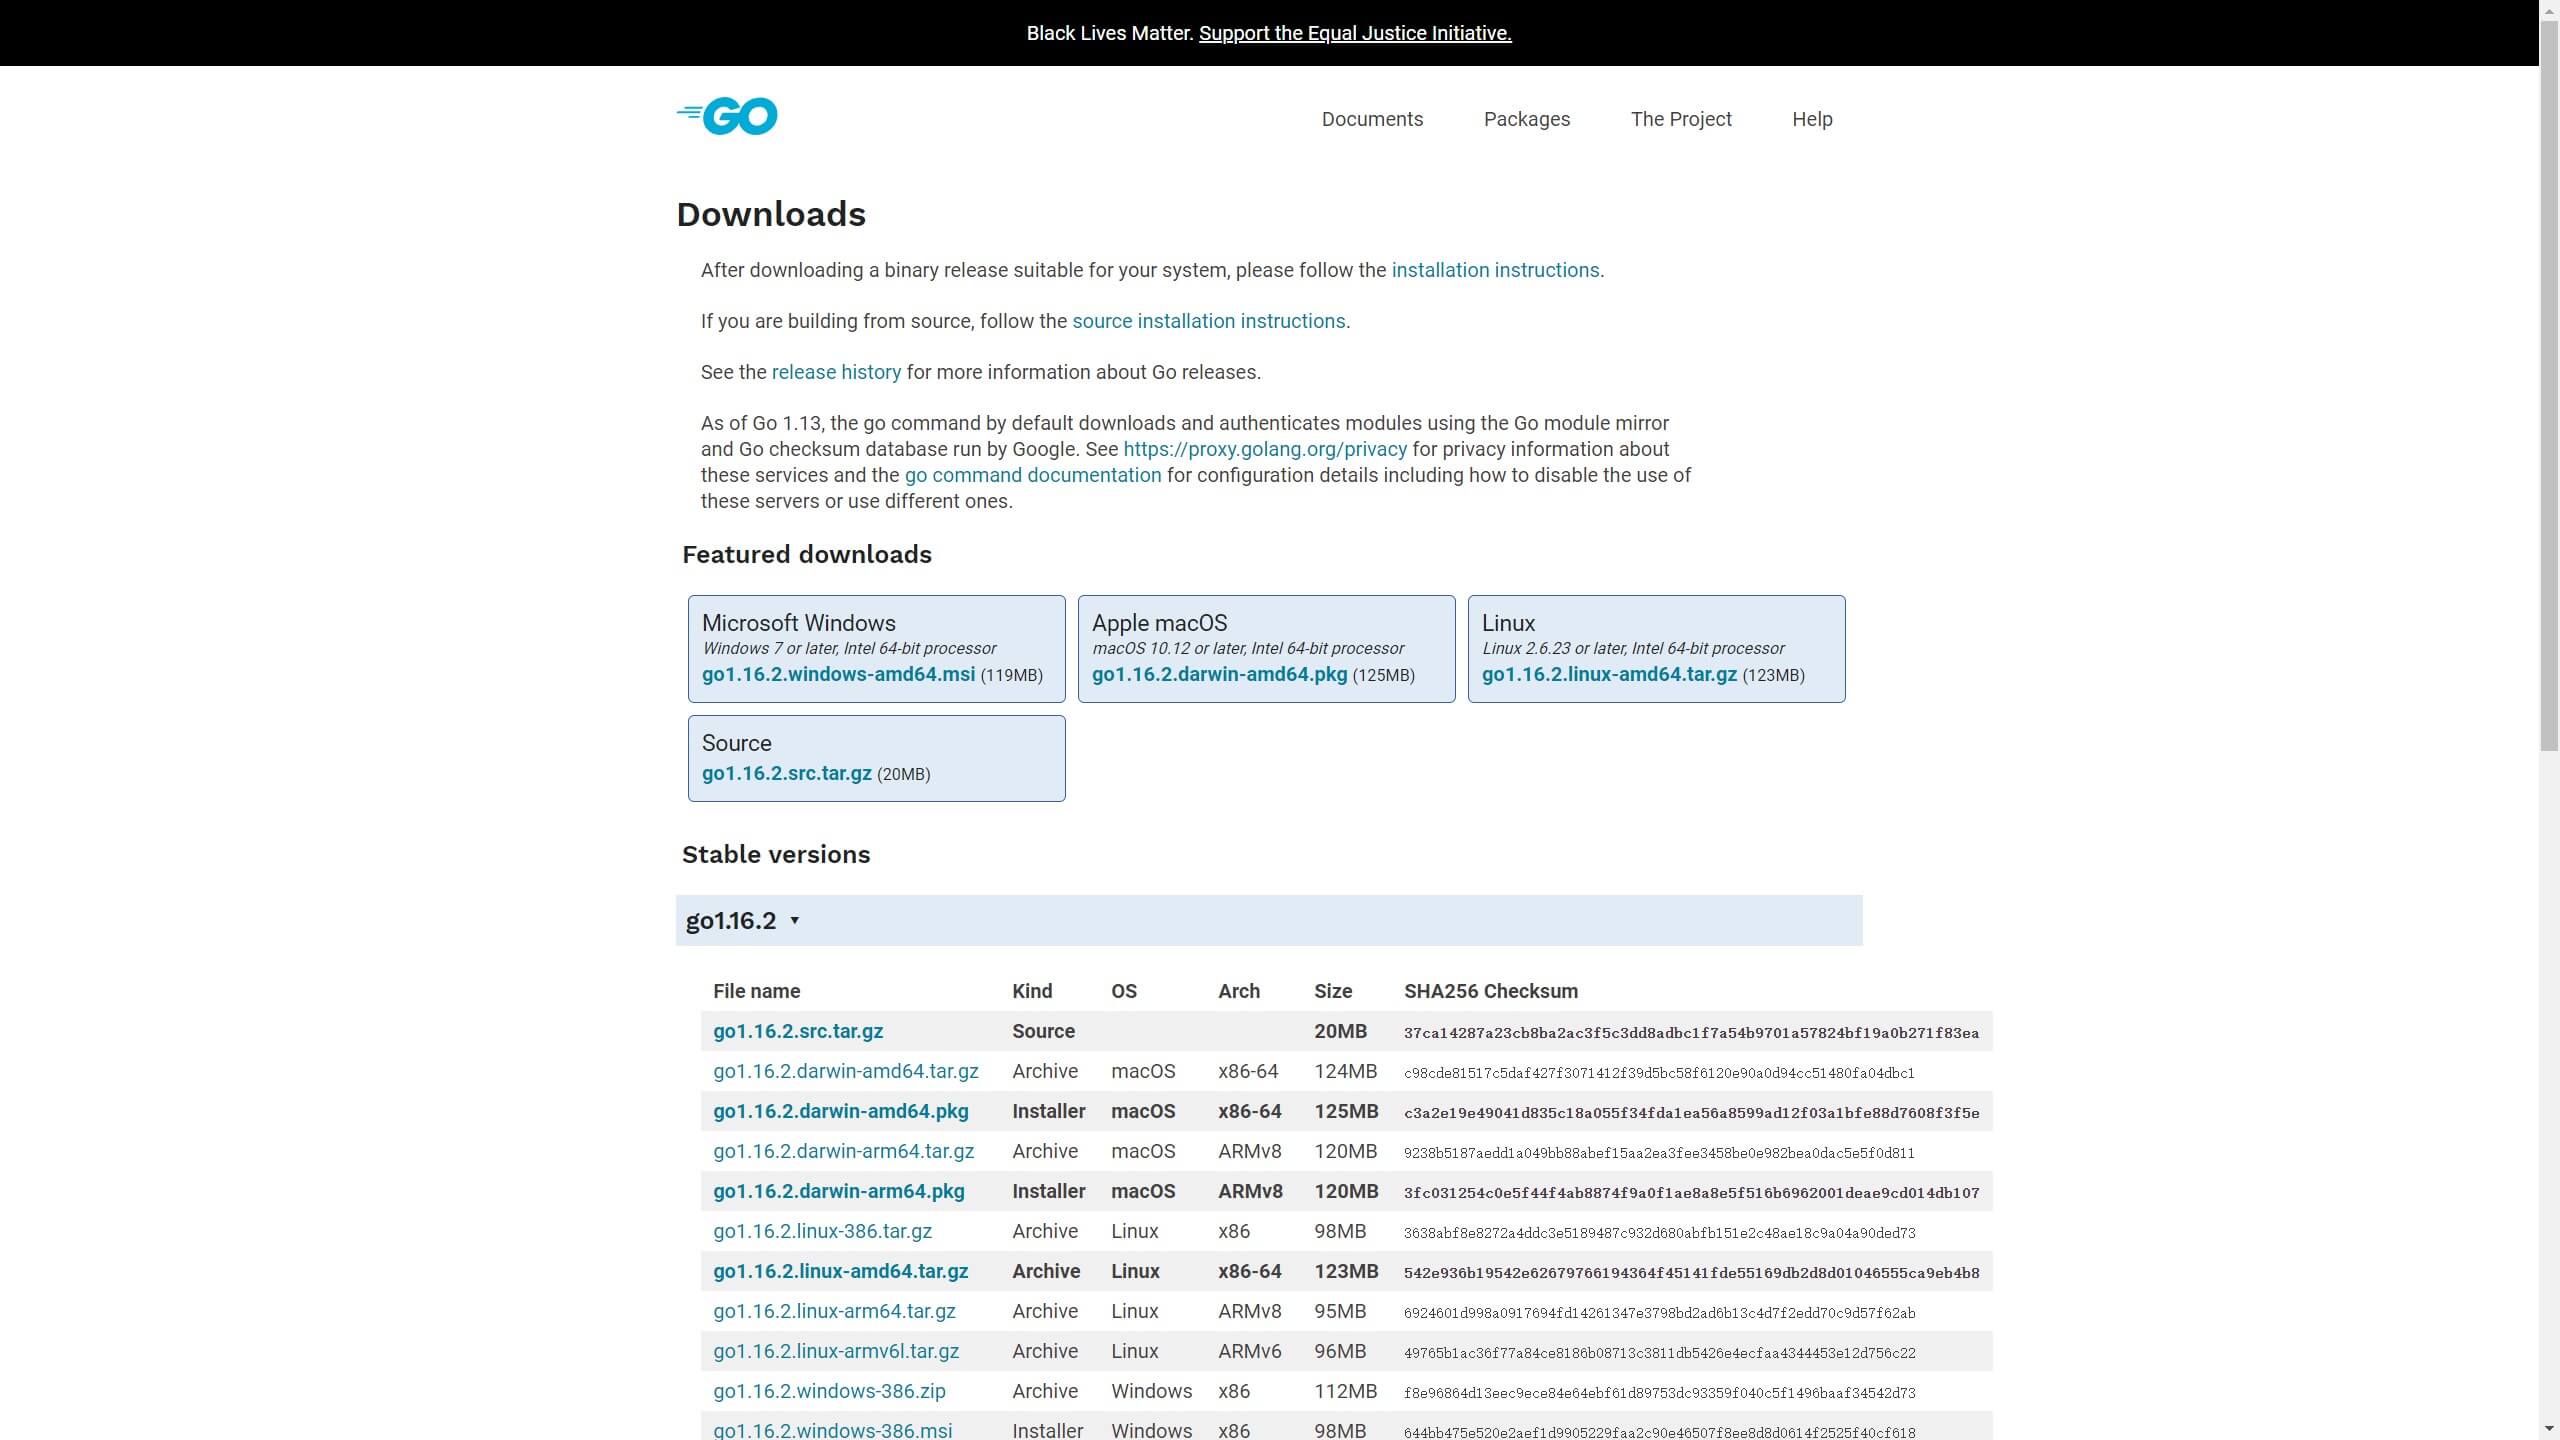 Black Lives Matter. Support the Equal Justice Initiative.
GO
Documents Packages The Project Help
Downloads
After downloading a binary release suitable for your system, please follow the installation instructions.
If you are building from source, follow the source installation instructions.
See the release history for more information about Go releases.
As of Go 1.13, the go command by default downloads and authenticates modules using the Go module mirror
and Go checksum database run by Google. See https://proxy.golang.org/privacy for privacy information about
these services and the go command documentation for configuration details including how to disable the use of
these servers or use different ones.
Featured downloads
Microsoft Windows
Windows 7 or later, Intel 64-bit processor
go1.16.2.windows-amd64.msi (119MB)
Apple macOS
macOS 10.12 or later, Intel 64-bit processor
go1.16.2.darwin-amd64.pkg (125MB)
Linux
Linux 2.6.23 or later, Intel 64-bit processor
go1.16.2.linux-amd64.tar.gz (123MB)
Source
go1.16.2.src.tar.gz (20MB)
Stable versions
go1.16.2 ▾
File name Kind OS Arch Size SHA256 Checksum
go1.16.2.src.tar.gz Source 20MB 37ca14287a23cb8ba2ac3f5c3dd8adbc1f7a54b9701a57824bf19a0b271f83ea
go1.16.2.darwin-amd64.tar.gz Archive macOS x86-64 124MB c98cde81517c5daf427f3071412f39d5bc58f6120e90a0d94cc51480fa04dbc1
go1.16.2.darwin-amd64.pkg Installer macOS x86-64 125MB c3a2e19e49041d835c18a055f34fda1ea56a8599ad12f03a1bfe88d7608f3f5e
go1.16.2.darwin-arm64.tar.gz Archive macOS ARMv8 120MB 9238b5187aedd1a049bb88abef15aa2ea3fee3458be0e982bea0dac5e5f0d811
go1.16.2.darwin-arm64.pkg Installer macOS ARMv8 120MB 3fc031254c0e5f44f4ab8874f9a0f1ae8a8e5f516b6962001deae9cd014db107
go1.16.2.linux-386.tar.gz Archive Linux x86 98MB 3638abf8e8272a4ddc3e5189487c932d680abfb151e2c48ae18c9a04a90ded73
go1.16.2.linux-amd64.tar.gz Archive Linux x86-64 123MB 542e936b19542e62679766194364f45141fde55169db2d8d01046555ca9eb4b8
go1.16.2.linux-arm64.tar.gz Archive Linux ARMv8 95MB 6924601d998a0917694fd14261347e3798bd2ad6b13c4d7f2edd70c9d57f62ab
go1.16.2.linux-armv6l.tar.gz Archive Linux ARMv6 96MB 49765b1ac36f77a84ce8186b08713c3811db5426e4ecfaa4344453e12d756c22
go1.16.2.windows-386.zip Archive Windows x86 112MB f8e96864d13eec9ece84e64ebf61d89753dc93359f040c5f1496baaf34542d73
go1.16.2.windows-386.msi Installer Windows x86 98MB 644bb475e520e2aef1d9905229faa2c90e46507f8ee8d8d0614f2525f40cf618